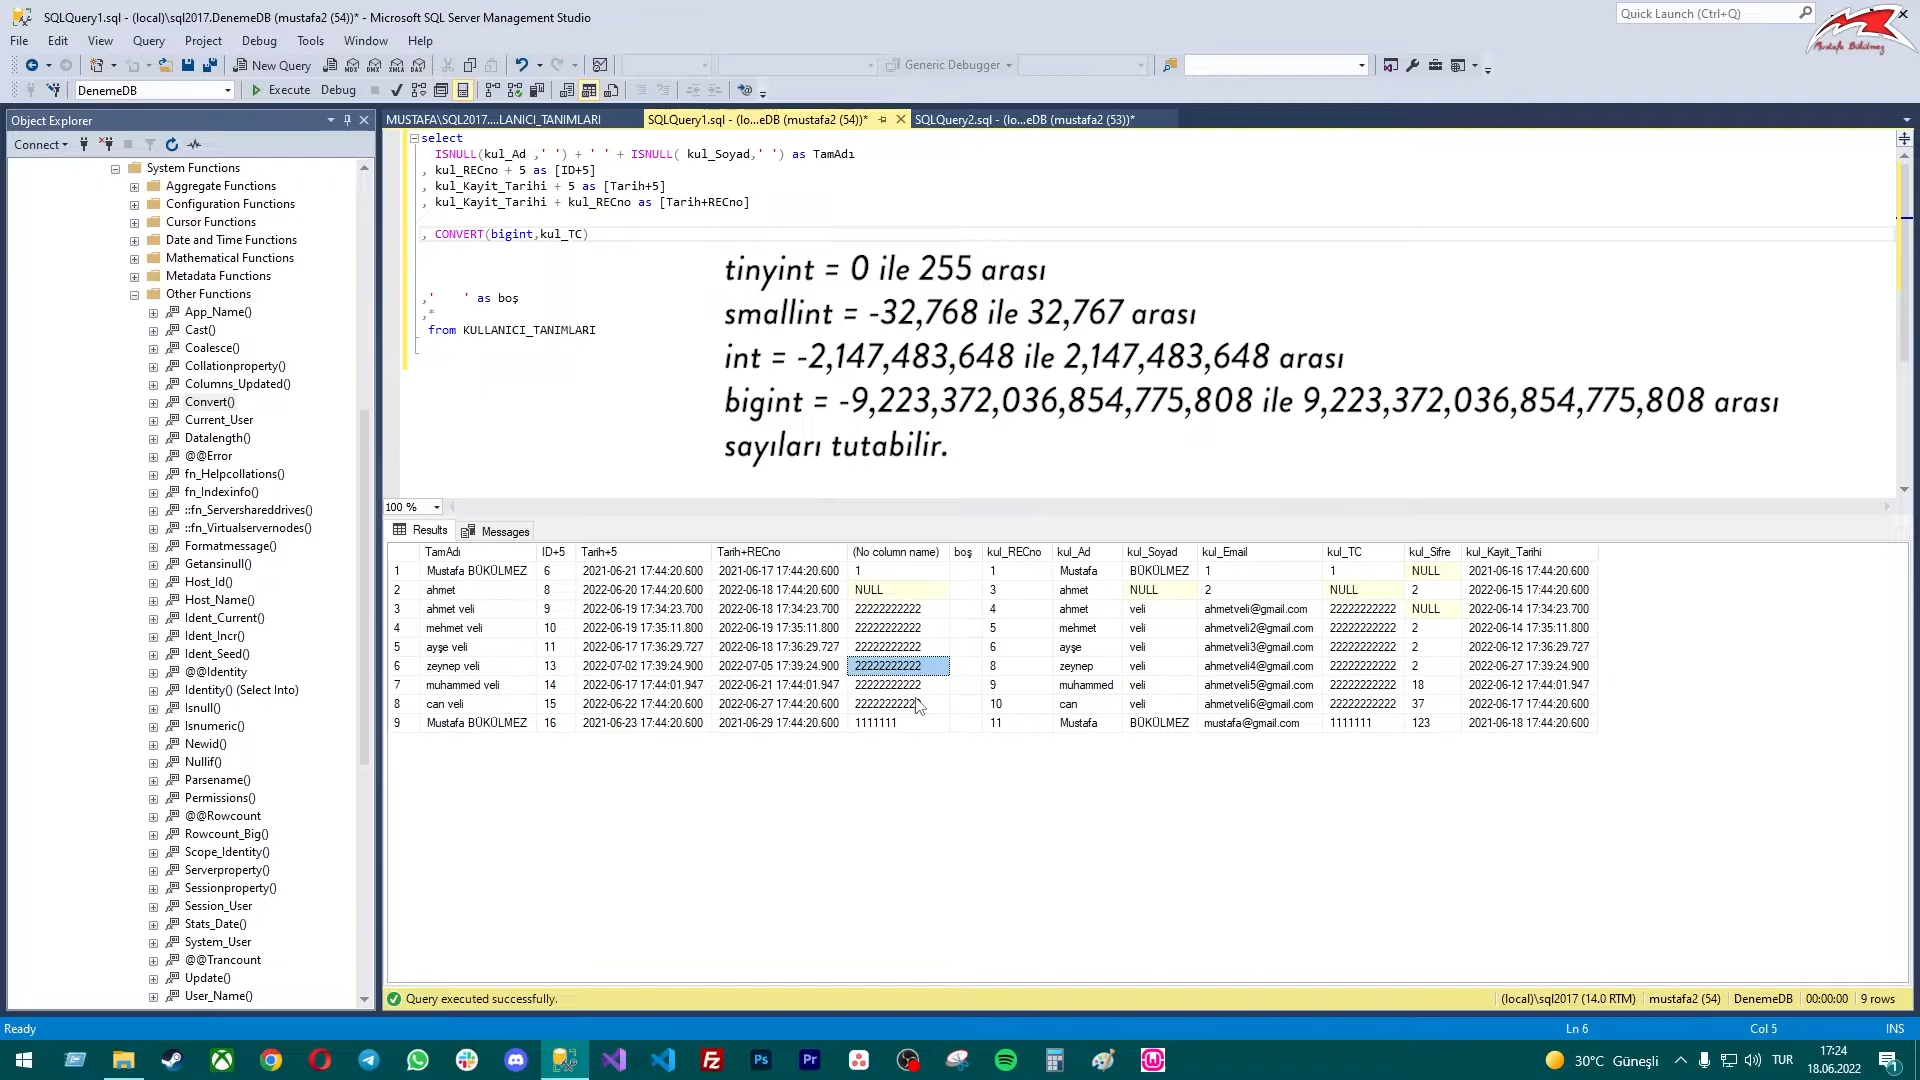 SQLQuery1.sql - (local)\sql2017.DenemeDB (mustafa2 (54))* - Microsoft SQL Server Management Studio
Quick Launch (Ctrl+Q)
Mustafa Bükülmez
File Edit View Query Project Debug Tools Window Help
New Query
MDX DMX XMLA DAX
Generic Debugger
DenemeDB
Execute Debug
Object Explorer
MUSTAFA\SQL2017....LANICI_TANIMLARI
SQLQuery1.sql - (lo...eDB (mustafa2 (54))*
SQLQuery2.sql - (lo...eDB (mustafa2 (53))*
Connect
System Functions
Aggregate Functions
Configuration Functions
Cursor Functions
Date and Time Functions
Mathematical Functions
Metadata Functions
Other Functions
App_Name()
Cast()
Coalesce()
Collationproperty()
Columns_Updated()
Convert()
Current_User
Datalength()
@@Error
fn_Helpcollations()
fn_Indexinfo()
::fn_Servershareddrives()
::fn_Virtualservernodes()
Formatmessage()
Getansinull()
Host_Id()
Host_Name()
Ident_Current()
Ident_Incr()
Ident_Seed()
@@Identity
Identity() (Select Into)
Isnull()
Isnumeric()
Newid()
Nullif()
Parsename()
Permissions()
@@Rowcount
Rowcount_Big()
Scope_Identity()
Serverproperty()
Sessionproperty()
Session_User
Stats_Date()
System_User
@@Trancount
Update()
User_Name()
select
ISNULL(kul_Ad ,' ') + ' ' + ISNULL( kul_Soyad,' ') as TamAdı
, kul_RECno + 5 as [ID+5]
, kul_Kayit_Tarihi + 5 as [Tarih+5]
, kul_Kayit_Tarihi + kul_RECno as [Tarih+RECno]
, CONVERT(bigint,kul_TC)
,'    ' as boş
,*
from KULLANICI_TANIMLARI
tinyint = 0 ile 255 arası
smallint = -32,768 ile 32,767 arası
int = -2,147,483,648 ile 2,147,483,648 arası
bigint = -9,223,372,036,854,775,808 ile 9,223,372,036,854,775,808 arası
sayıları tutabilir.
100 %
Results Messages
TamAdı ID+5 Tarih+5 Tarih+RECno (No column name) boş kul_RECno kul_Ad kul_Soyad kul_Email kul_TC kul_Sifre kul_Kayit_Tarihi
1 Mustafa BÜKÜLMEZ 6 2021-06-21 17:44:20.600 2021-06-17 17:44:20.600 1 1 Mustafa BÜKÜLMEZ 1 1 NULL 2021-06-16 17:44:20.600
2 ahmet 8 2022-06-20 17:44:20.600 2022-06-18 17:44:20.600 NULL 3 ahmet NULL 2 NULL 2 2022-06-15 17:44:20.600
3 ahmet veli 9 2022-06-19 17:34:23.700 2022-06-18 17:34:23.700 22222222222 4 ahmet veli ahmetveli@gmail.com 22222222222 NULL 2022-06-14 17:34:23.700
4 mehmet veli 10 2022-06-19 17:35:11.800 2022-06-19 17:35:11.800 22222222222 5 mehmet veli ahmetveli2@gmail.com 22222222222 2 2022-06-14 17:35:11.800
5 ayşe veli 11 2022-06-17 17:36:29.727 2022-06-18 17:36:29.727 22222222222 6 ayşe veli ahmetveli3@gmail.com 22222222222 2 2022-06-12 17:36:29.727
6 zeynep veli 13 2022-07-02 17:39:24.900 2022-07-05 17:39:24.900 22222222222 8 zeynep veli ahmetveli4@gmail.com 22222222222 2 2022-06-27 17:39:24.900
7 muhammed veli 14 2022-06-17 17:44:01.947 2022-06-21 17:44:01.947 22222222222 9 muhammed veli ahmetveli5@gmail.com 22222222222 18 2022-06-12 17:44:01.947
8 can veli 15 2022-06-22 17:44:20.600 2022-06-27 17:44:20.600 22222222222 10 can veli ahmetveli6@gmail.com 22222222222 37 2022-06-17 17:44:20.600
9 Mustafa BÜKÜLMEZ 16 2021-06-23 17:44:20.600 2021-06-29 17:44:20.600 1111111 11 Mustafa BÜKÜLMEZ mustafa@gmail.com 1111111 123 2021-06-18 17:44:20.600
Query executed successfully.
(local)\sql2017 (14.0 RTM) mustafa2 (54) DenemeDB 00:00:00 9 rows
Ready
Ln 6 Col 5 INS
Ps Pr
30°C Güneşli
TUR
17:24
18.06.2022
1